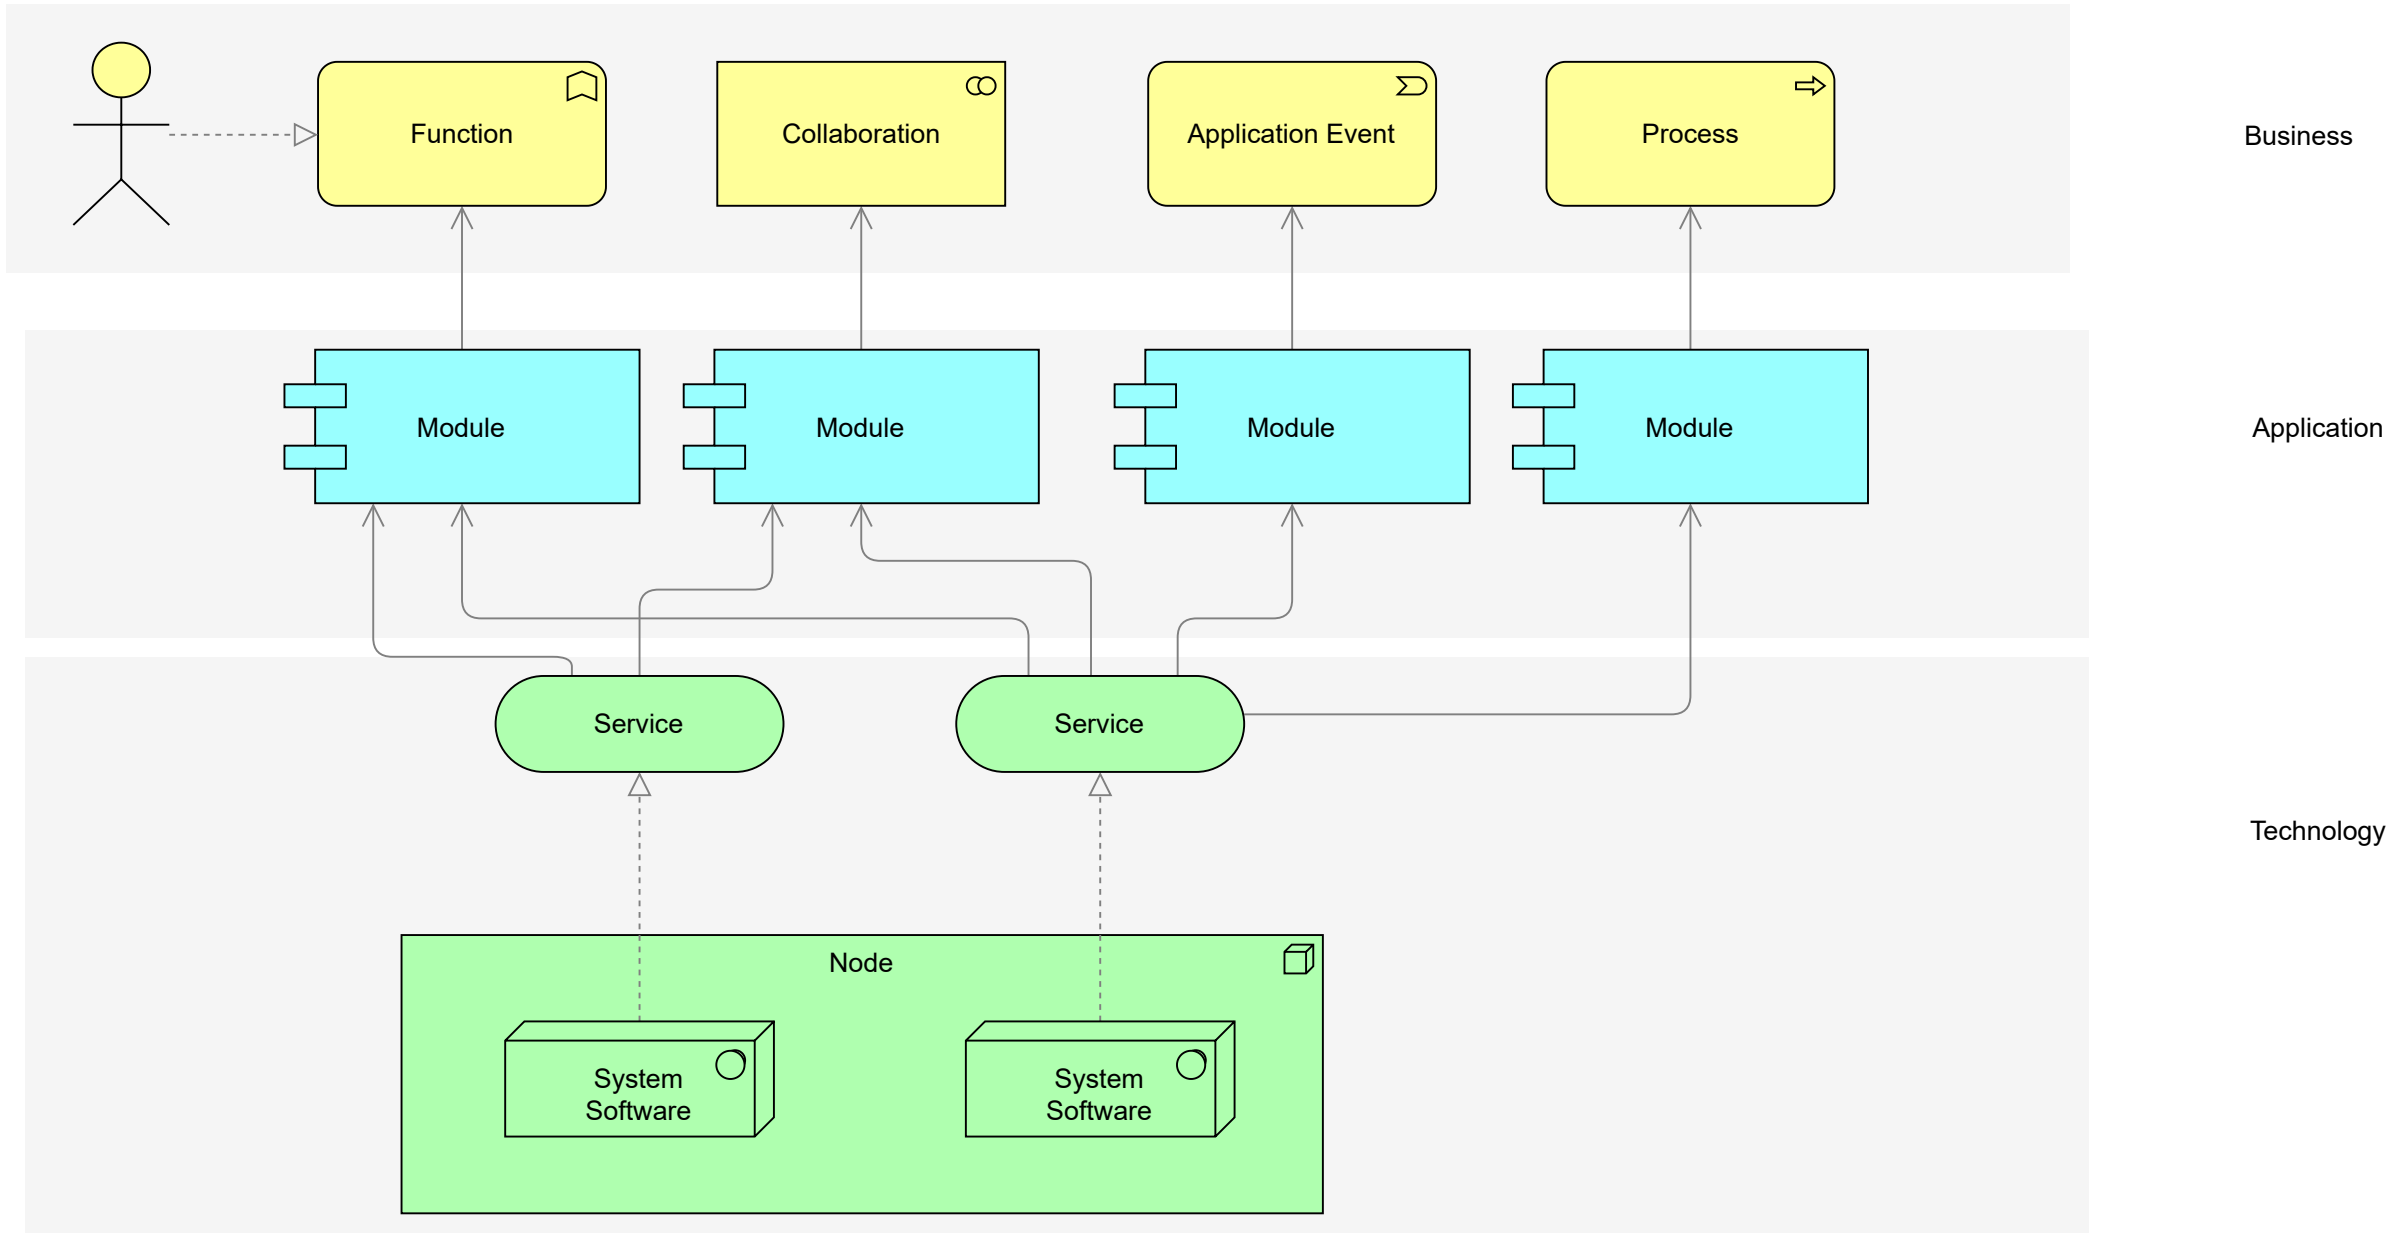 Function
Collaboration
Application Event
Process
Business
Module
Module
Module
Module
Application
Service
Service
Technology
Node
System
Software
System
Software